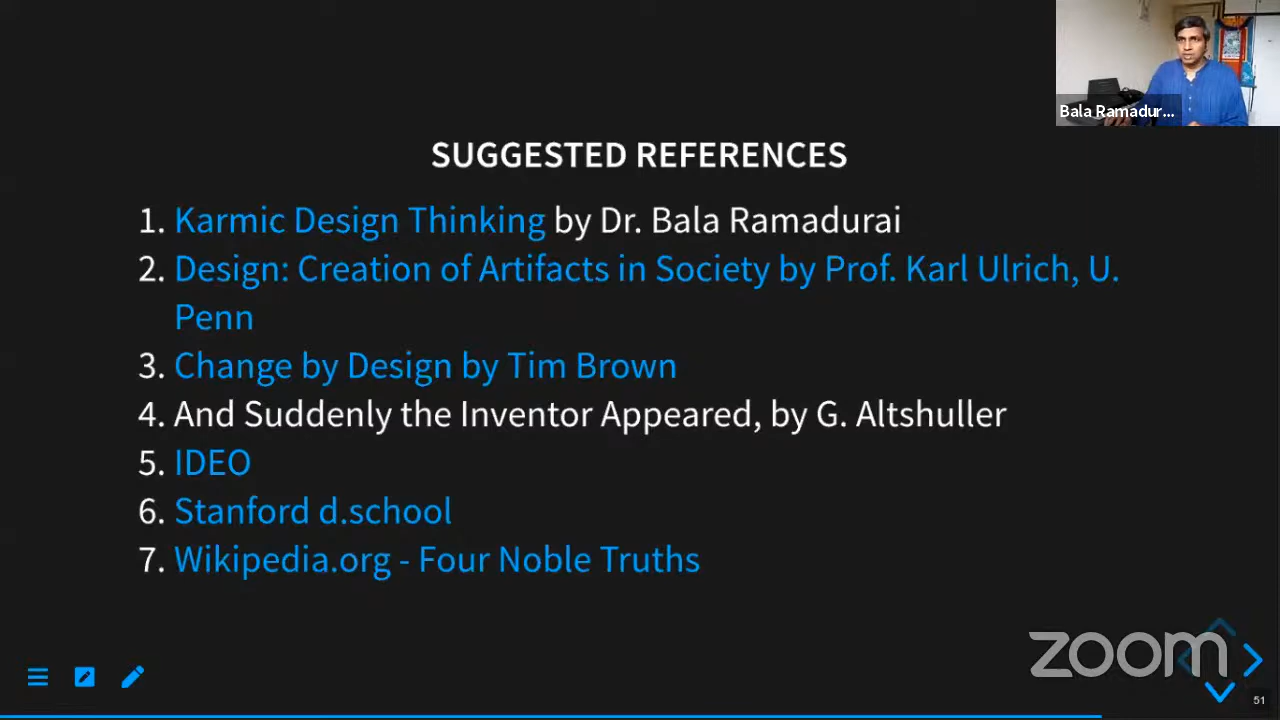 Bala Ramadur...
SUGGESTED REFERENCES
1. Karmic Design Thinking by Dr. Bala Ramadurai
2. Design: Creation of Artifacts in Society by Prof. Karl Ulrich, U.
Penn
3. Change by Design by Tim Brown
4. And Suddenly the Inventor Appeared, by G. Altshuller
5. IDEO
6. Stanford d.school
7. Wikipedia.org - Four Noble Truths
zoom
51